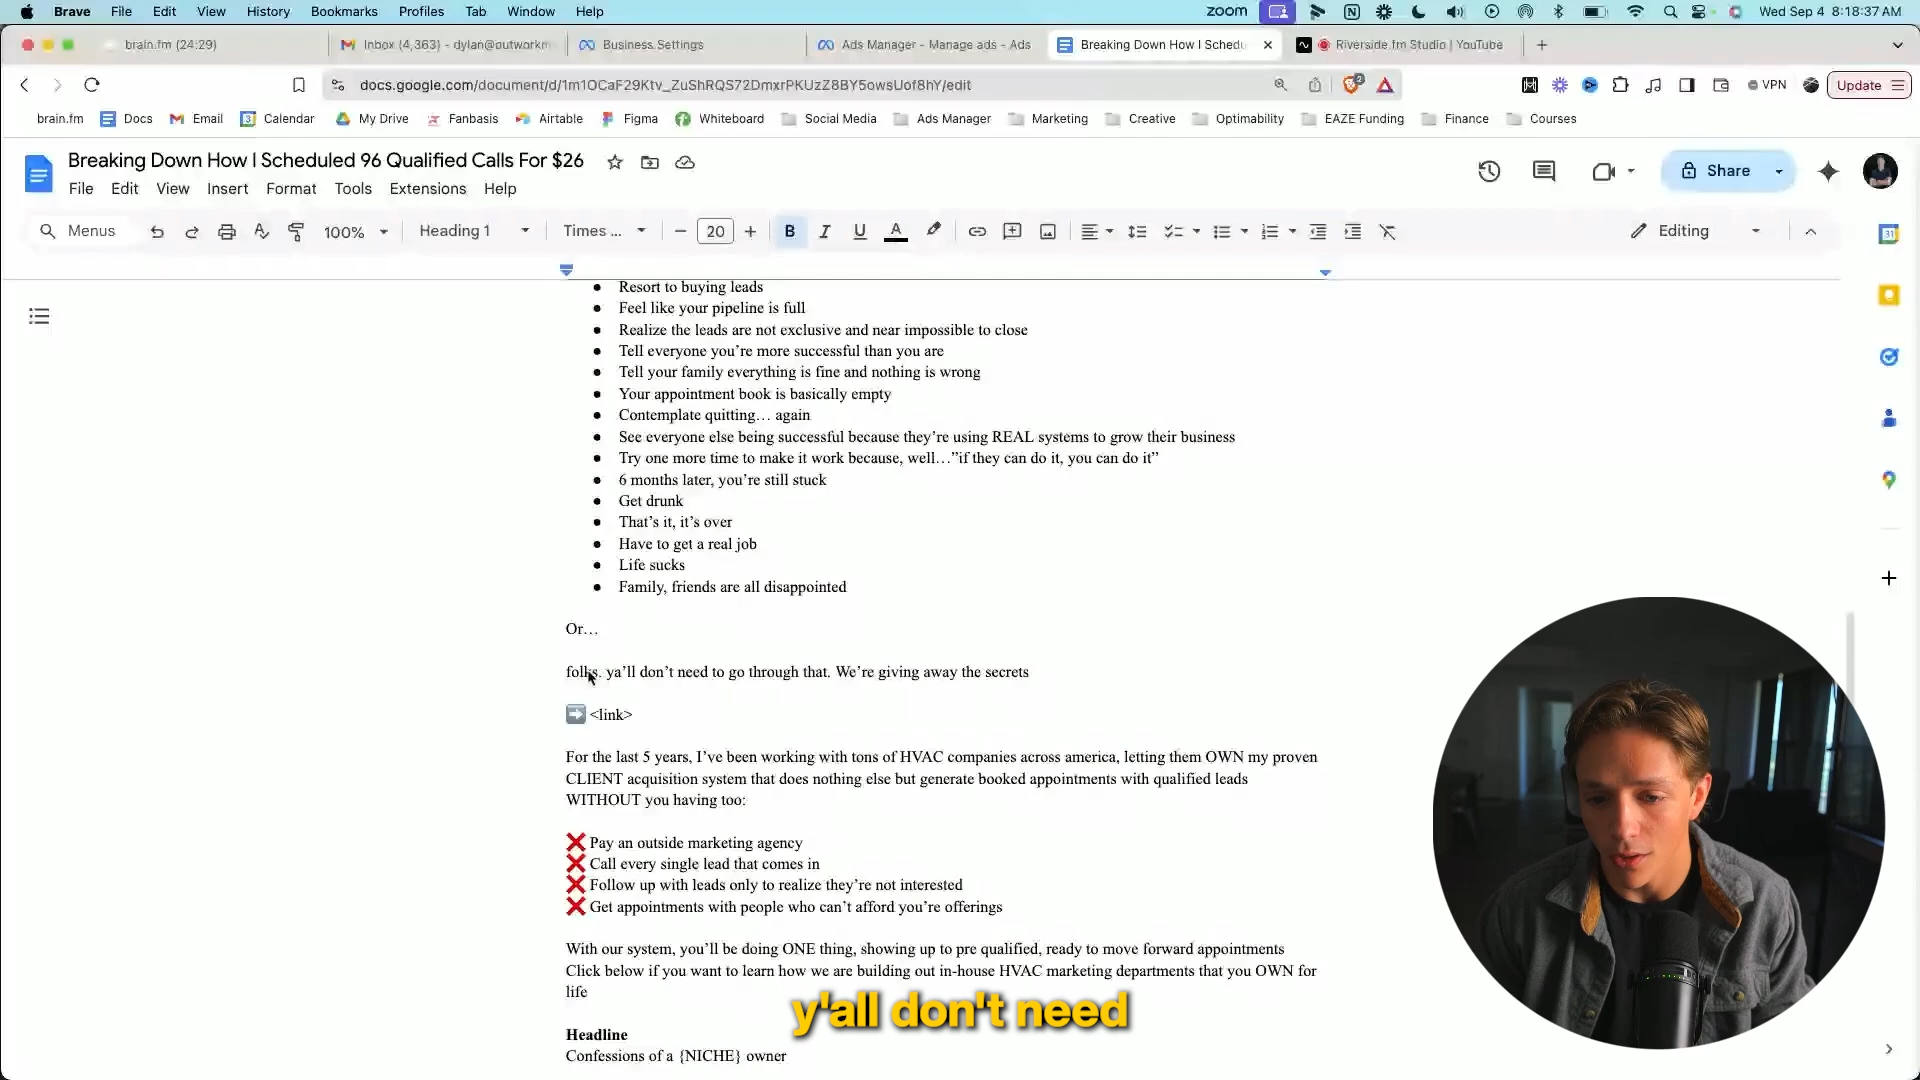 Brave File Edit View History Bookmarks Profiles Tab Window Help
zoom Wed Sep 4 8:18:37 AM
brain.fm (24:29)
Inbox (4,363) - dylan@outworkm
Business Settings
Ads Manager - Manage ads - Ads
Breaking Down How I Schedu
Riverside.fm Studio | YouTube
docs.google.com/document/d/1m1OCaF29Ktv_ZuShRQS72DmxrPKUzZ8BY5owsUof8hY/edit
2
VPN
Update
brain.fm Docs Email Calendar My Drive Fanbasis Airtable Figma Whiteboard Social Media Ads Manager Marketing Creative Optimability EAZE Funding Finance Courses
Breaking Down How I Scheduled 96 Qualified Calls For $26
File Edit View Insert Format Tools Extensions Help
Share
Menus 100% Heading 1 Times ... 20 B I U A Editing
● Resort to buying leads
● Feel like your pipeline is full
● Realize the leads are not exclusive and near impossible to close
● Tell everyone you’re more successful than you are
● Tell your family everything is fine and nothing is wrong
● Your appointment book is basically empty
● Contemplate quitting… again
● See everyone else being successful because they’re using REAL systems to grow their business
● Try one more time to make it work because, well…”if they can do it, you can do it”
● 6 months later, you’re still stuck
● Get drunk
● That’s it, it’s over
● Have to get a real job
● Life sucks
● Family, friends are all disappointed
Or…
folks. ya’ll don’t need to go through that. We’re giving away the secrets
➡️ <link>
For the last 5 years, I’ve been working with tons of HVAC companies across america, letting them OWN my proven
CLIENT acquisition system that does nothing else but generate booked appointments with qualified leads
WITHOUT you having too:
❌ Pay an outside marketing agency
❌ Call every single lead that comes in
❌ Follow up with leads only to realize they’re not interested
❌ Get appointments with people who can’t afford you’re offerings
With our system, you’ll be doing ONE thing, showing up to pre qualified, ready to move forward appointments
Click below if you want to learn how we are building out in-house HVAC marketing departments that you OWN for
life
y'all don't need
Headline
Confessions of a {NICHE} owner